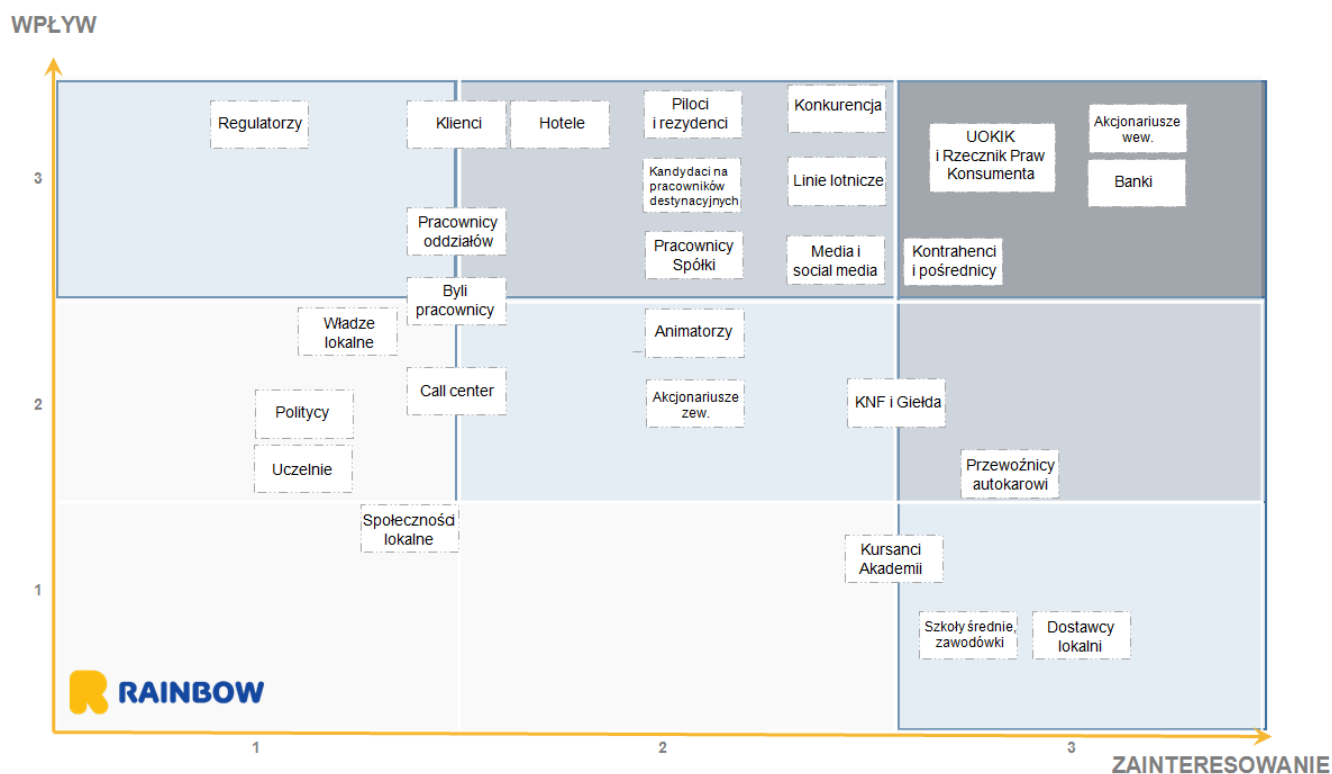 WPŁYW
Regulatorzy
Klienci
Hotele
Piloci
i rezydenci
Konkurencja
UOKIK
i Rzecznik Praw
Konsumenta
Akcjonariusze
wew.
3
Kandydaci na
pracowników
destynacyjnych
Linie lotnicze
Banki
Pracownicy
oddziałów
Pracownicy
Spółki
Media i
social media
Kontrahenci
i pośrednicy
Byli
pracownicy
Władze
lokalne
Animatorzy
2
Call center
Politycy
Akcjonariusze
zew.
KNF i Giełda
Uczelnie
Przewoźnicy
autokarowi
Społeczności
lokalne
Kursanci
Akademii
1
Szkoły średnie,
zawodówki
Dostawcy
lokalni
RAINBOW
1
2
3
ZAINTERESOWANIE